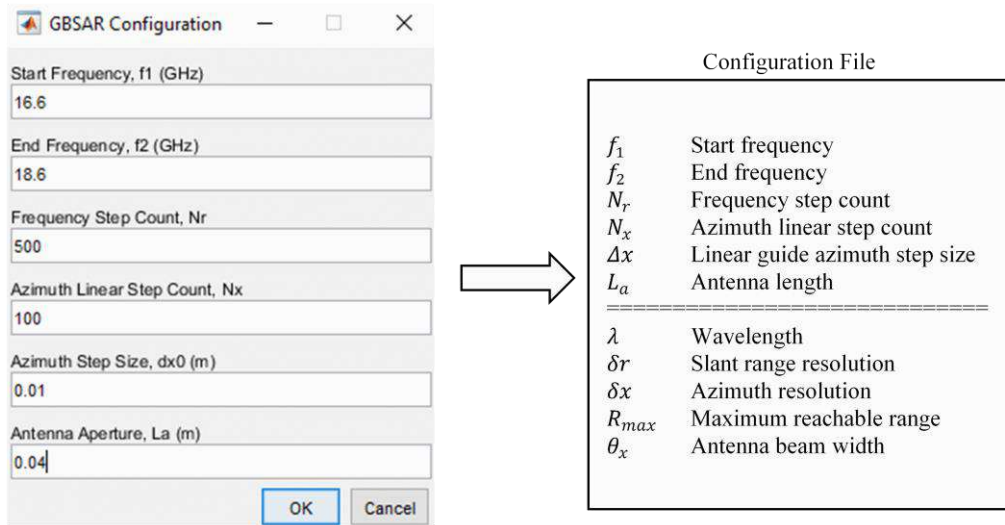 GBSAR Configuration
Start Frequency, f1 (GHz)
16.6
End Frequency, f2 (GHz)
18.6
Frequency Step Count, Nr
500
Azimuth Linear Step Count, Nx
100
Azimuth Step Size, dx0 (m)
0.01
Antenna Aperture, La (m)
0.04
OK Cancel
Configuration File
f₁ Start frequency
f₂ End frequency
Nᵣ Frequency step count
Nₓ Azimuth linear step count
Δx Linear guide azimuth step size
Lₐ Antenna length
==============================
λ Wavelength
δr Slant range resolution
δx Azimuth resolution
Rₘₐₓ Maximum reachable range
θₓ Antenna beam width